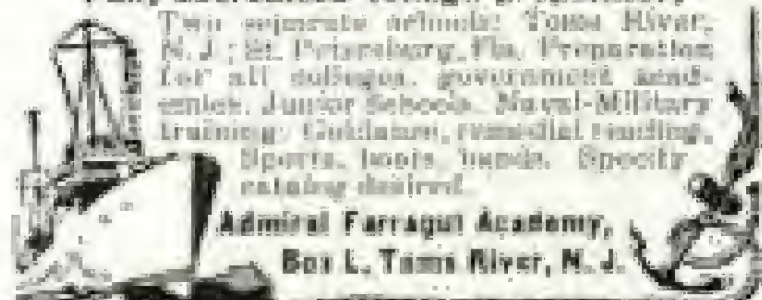 Two separate schools: Toms River,
N. J.; St. Petersburg, Fla. Preparation
for all colleges, government acad-
emies. Junior Schools. Naval-Military
training. Guidance, remedial reading.
Sports, boats, bands. Specify
catalog desired.
Admiral Farragut Academy,
Box L, Toms River, N. J.